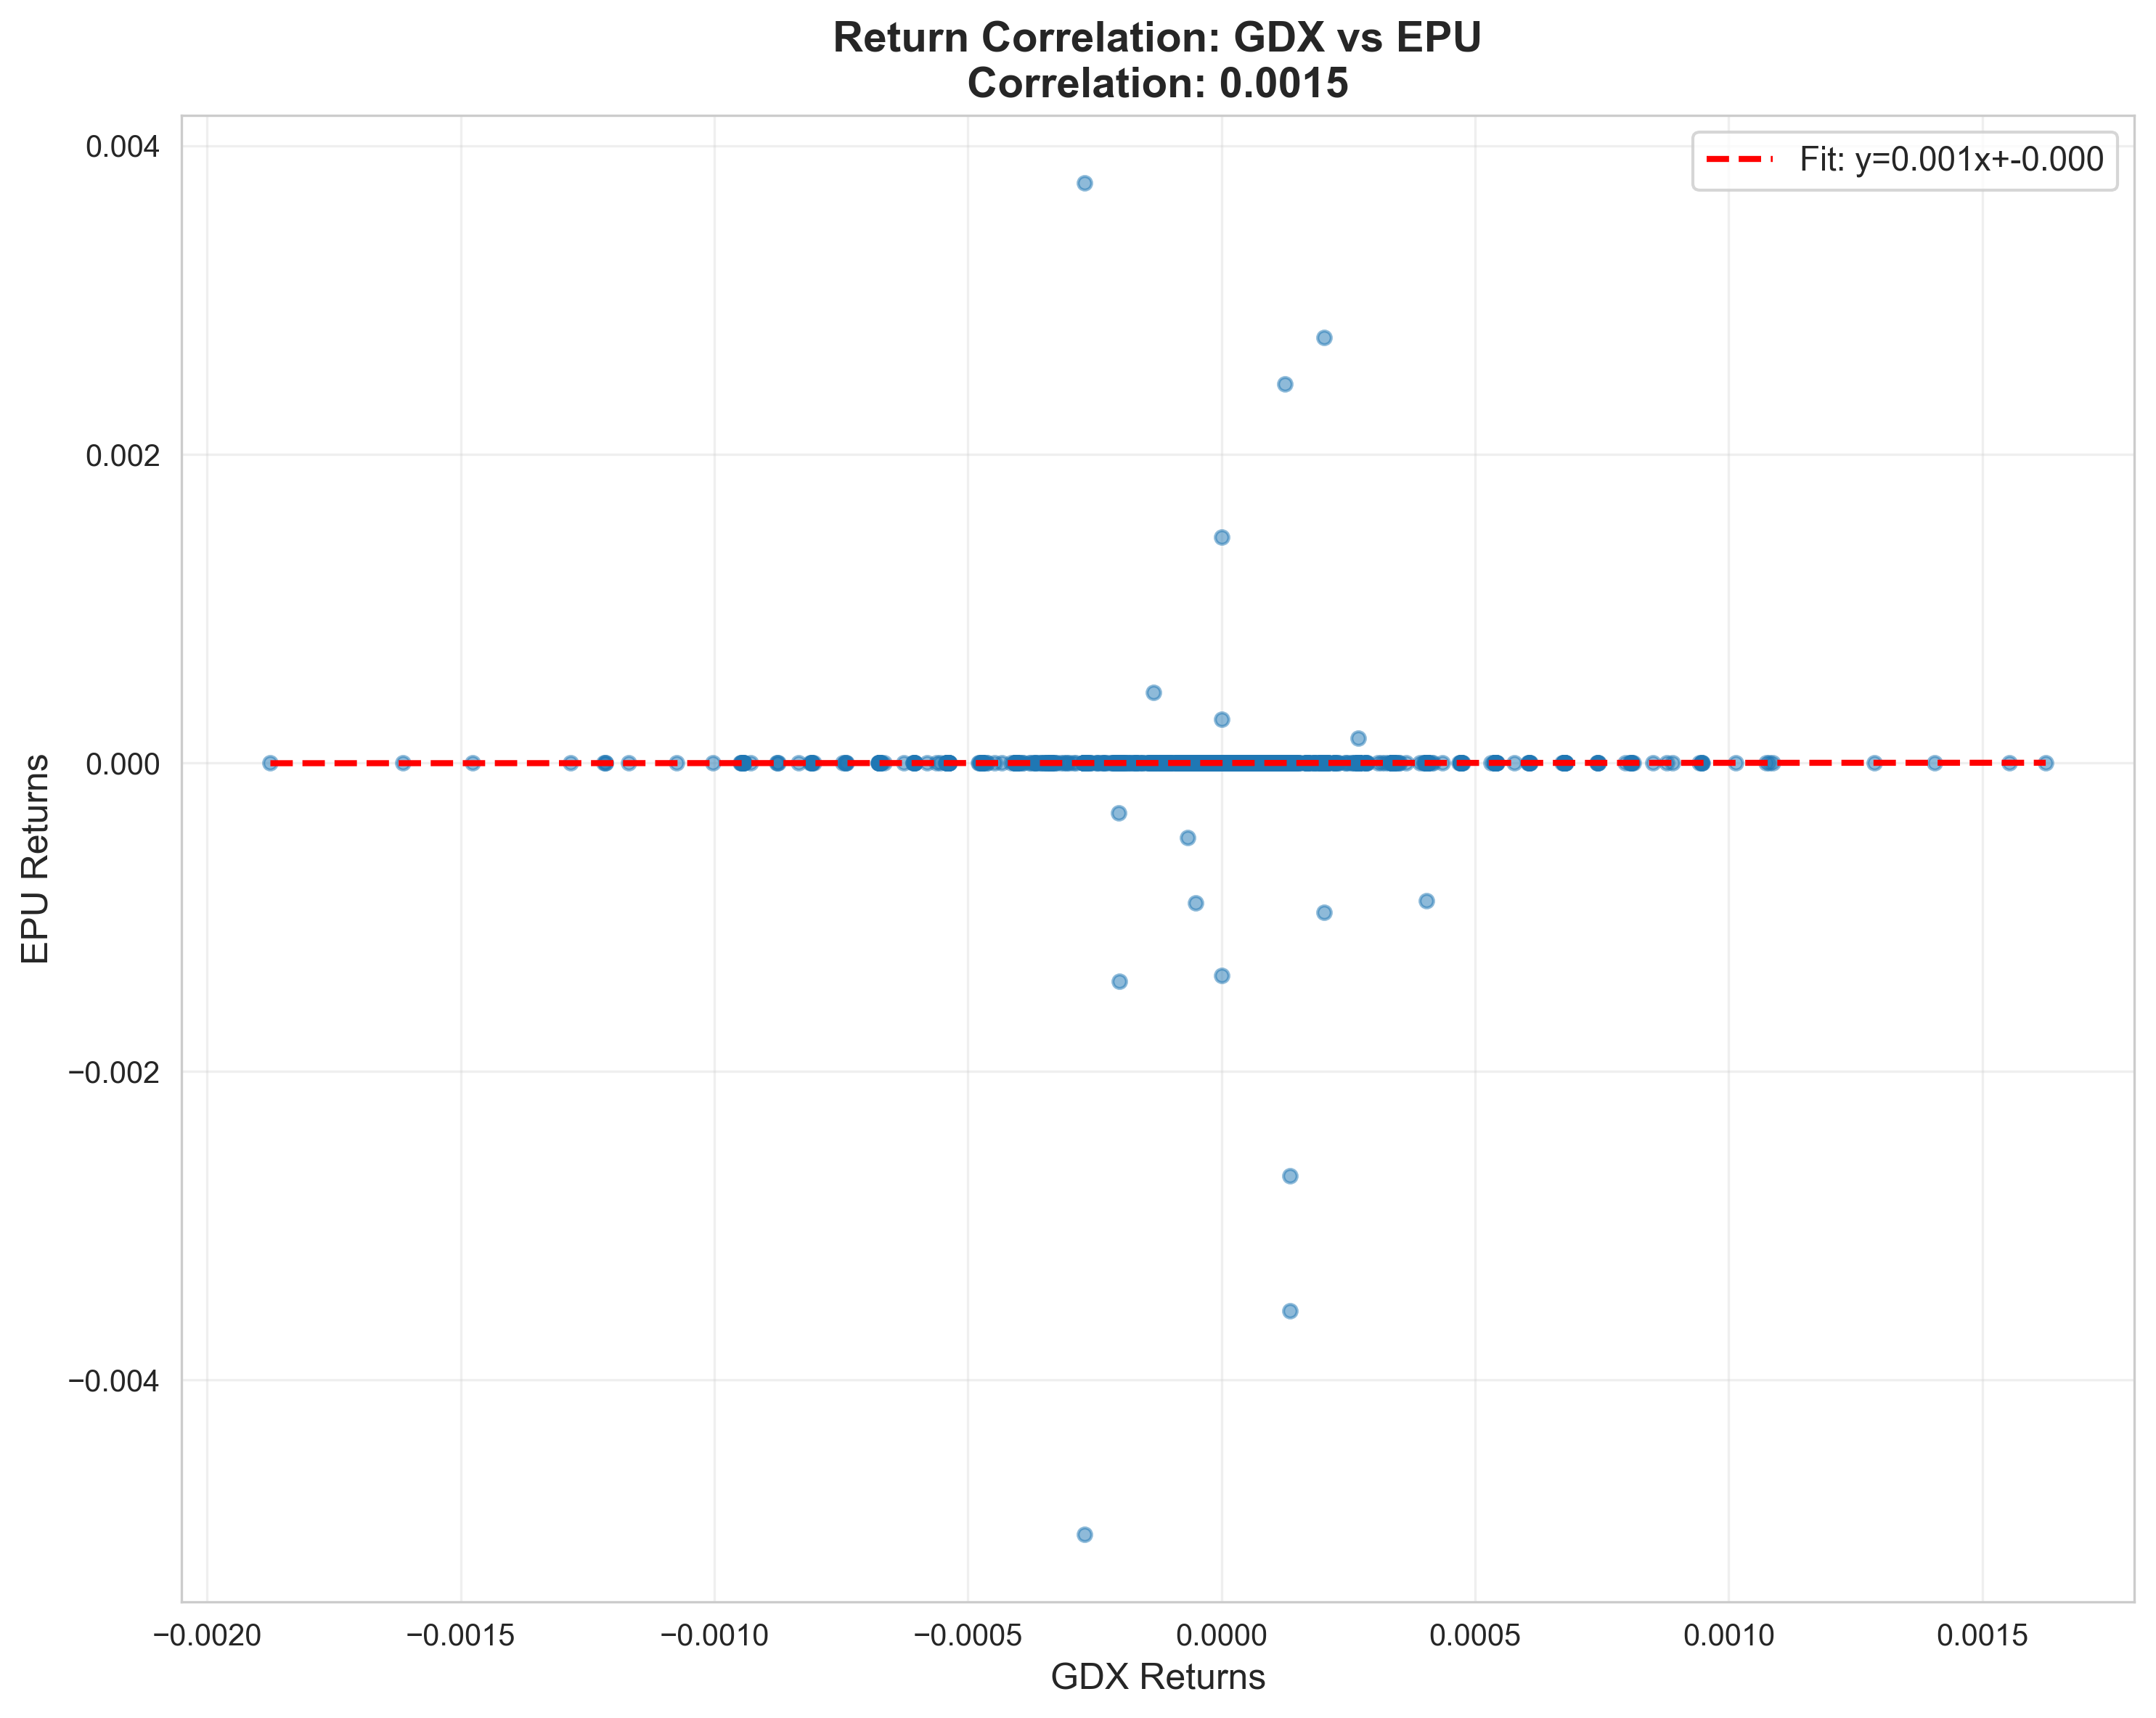 Return Correlation: GDX vs EPU
Correlation: 0.0015
Fit: y=0.001x+-0.000
0.004
0.002
0.000
−0.002
−0.004
EPU Returns
−0.0020
−0.0015
−0.0010
−0.0005
0.0000
0.0005
0.0010
0.0015
GDX Returns